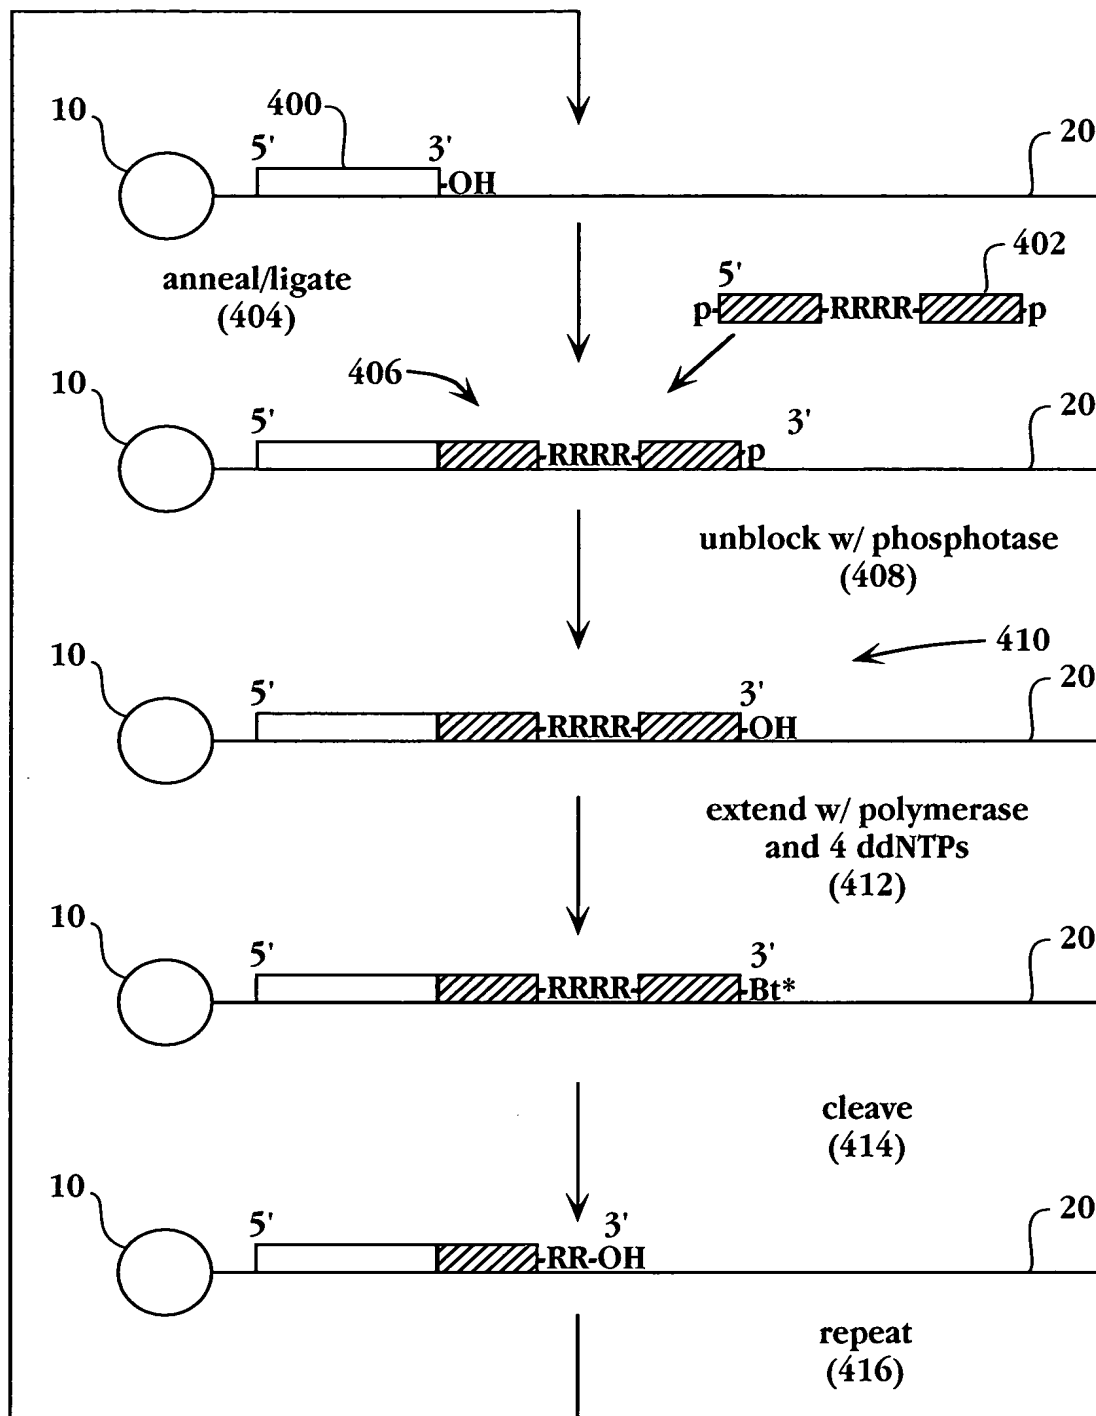 10
400
5'
3'
20
-OH
402
anneal/ligate
(404)
5'
p-
-RRRR-
-p
10
406
20
5'
3'
-RRRR-
-p
unblock w/ phosphotase
(408)
10
410
20
5'
3'
-RRRR-
-OH
extend w/ polymerase
and 4 ddNTPs
(412)
10
20
5'
3'
-RRRR-
-Bt*
cleave
(414)
10
20
5'
3'
-RR-OH
repeat
(416)